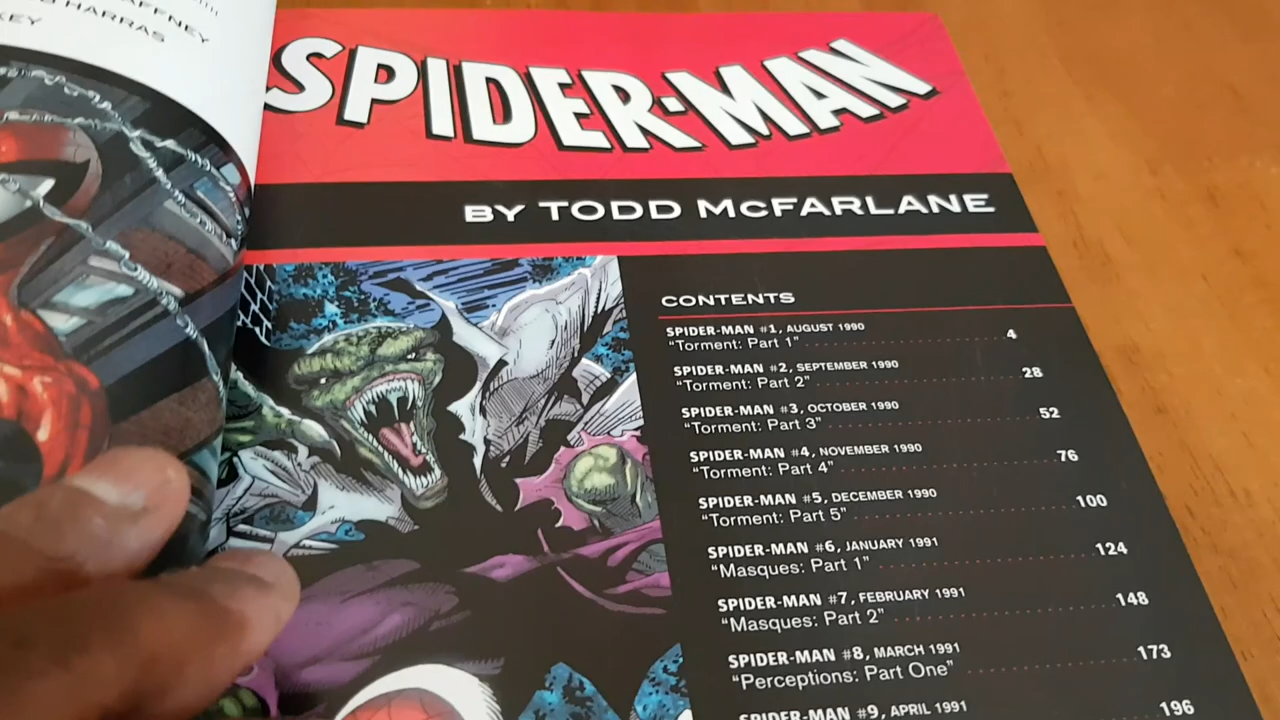 AFFNEY
HARRAS
KEY
SPIDER-MAN
BY TODD McFARLANE
CONTENTS
SPIDER-MAN #1, AUGUST 1990
"Torment: Part 1" 4
SPIDER-MAN #2, SEPTEMBER 1990
"Torment: Part 2" 28
SPIDER-MAN #3, OCTOBER 1990
"Torment: Part 3" 52
SPIDER-MAN #4, NOVEMBER 1990
"Torment: Part 4" 76
SPIDER-MAN #5, DECEMBER 1990
"Torment: Part 5" 100
SPIDER-MAN #6, JANUARY 1991
"Masques: Part 1" 124
SPIDER-MAN #7, FEBRUARY 1991
"Masques: Part 2" 148
SPIDER-MAN #8, MARCH 1991
"Perceptions: Part One" 173
SPIDER-MAN #9, APRIL 1991
196